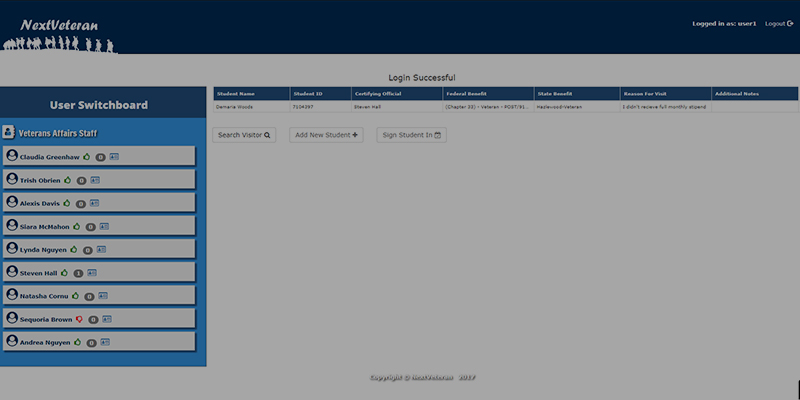 NextVeteran
Logged in as: user1 Logout
Login Successful
User Switchboard
Veterans Affairs Staff
Claudia Greenhaw 0
Trish Obrien 0
Alexis Davis 0
Siara McMahon 0
Lynda Nguyen 0
Steven Hall 1
Natasha Cornu 0
Sequoria Brown 0
Andrea Nguyen 0
Student Name Student ID Certifying Official Federal Benefit State Benefit Reason For Visit Additional Notes
Demarie Woods 7104397 Steven Hall (Chapter 33) - Veteran - POST/91... Hazlewood-Veteran I didn't recieve full monthly stipend
Search Visitor Add New Student Sign Student In
Copyright © NextVeteran 2017